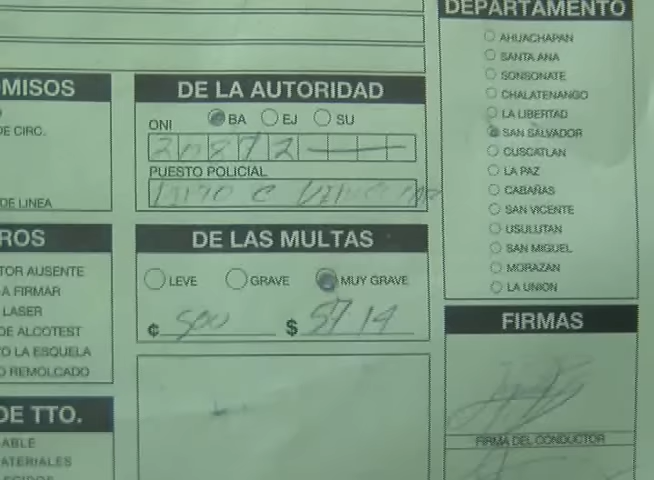 DEPARTAMENTO
AHUACHAPAN
SANTA ANA
SONSONATE
CHALATENANGO
LA LIBERTAD
SAN SALVADOR
CUSCATLAN
LA PAZ
CABAÑAS
SAN VICENTE
USULUTAN
SAN MIGUEL
MORAZAN
LA UNION
OMISOS
DE CIRC.
DE LINEA
DE LA AUTORIDAD
ONI BA EJ SU
PUESTO POLICIAL
ROS
TOR AUSENTE
A FIRMAR
LASER
DE ALCOTEST
O LA ESQUELA
O REMOLCADO
DE LAS MULTAS
LEVE GRAVE MUY GRAVE
¢ 500 $ 57.14
FIRMAS
FIRMA DEL CONDUCTOR
DE TTO.
ABLE
ATERIALES